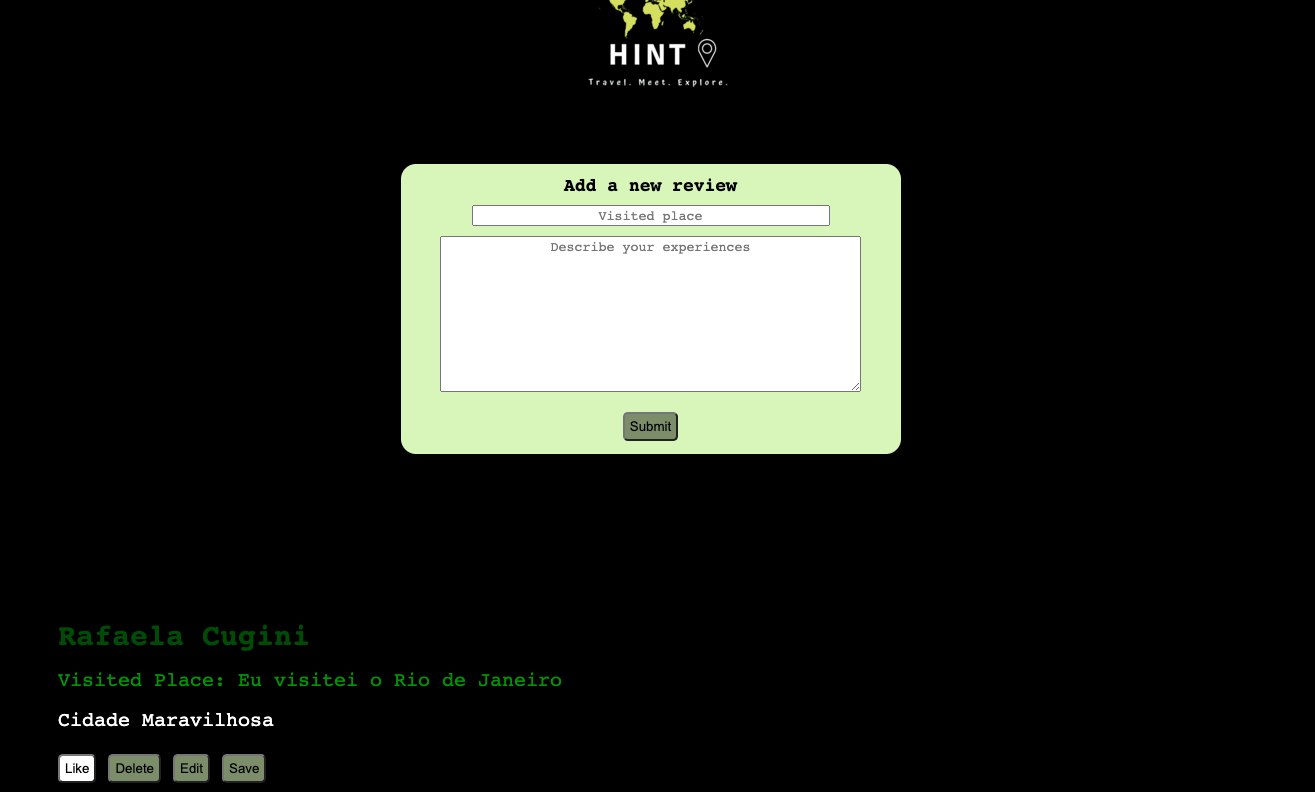 HINT
Travel. Meet. Explore.
Add a new review
Visited place
Describe your experiences
Submit
Rafaela Cugini
Visited Place: Eu visitei o Rio de Janeiro
Cidade Maravilhosa
Like Delete Edit Save